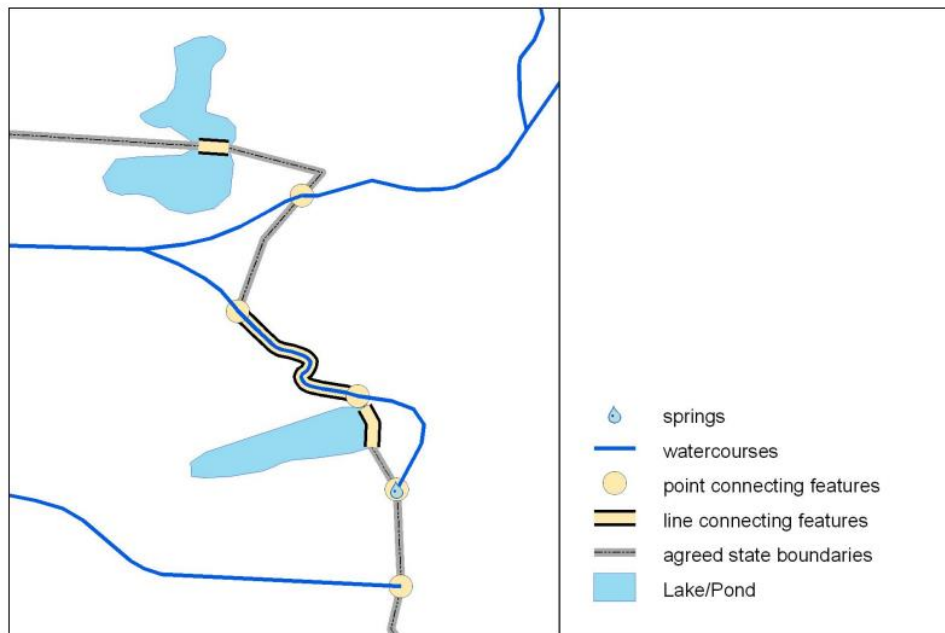 springs
watercourses
point connecting features
line connecting features
agreed state boundaries
Lake/Pond